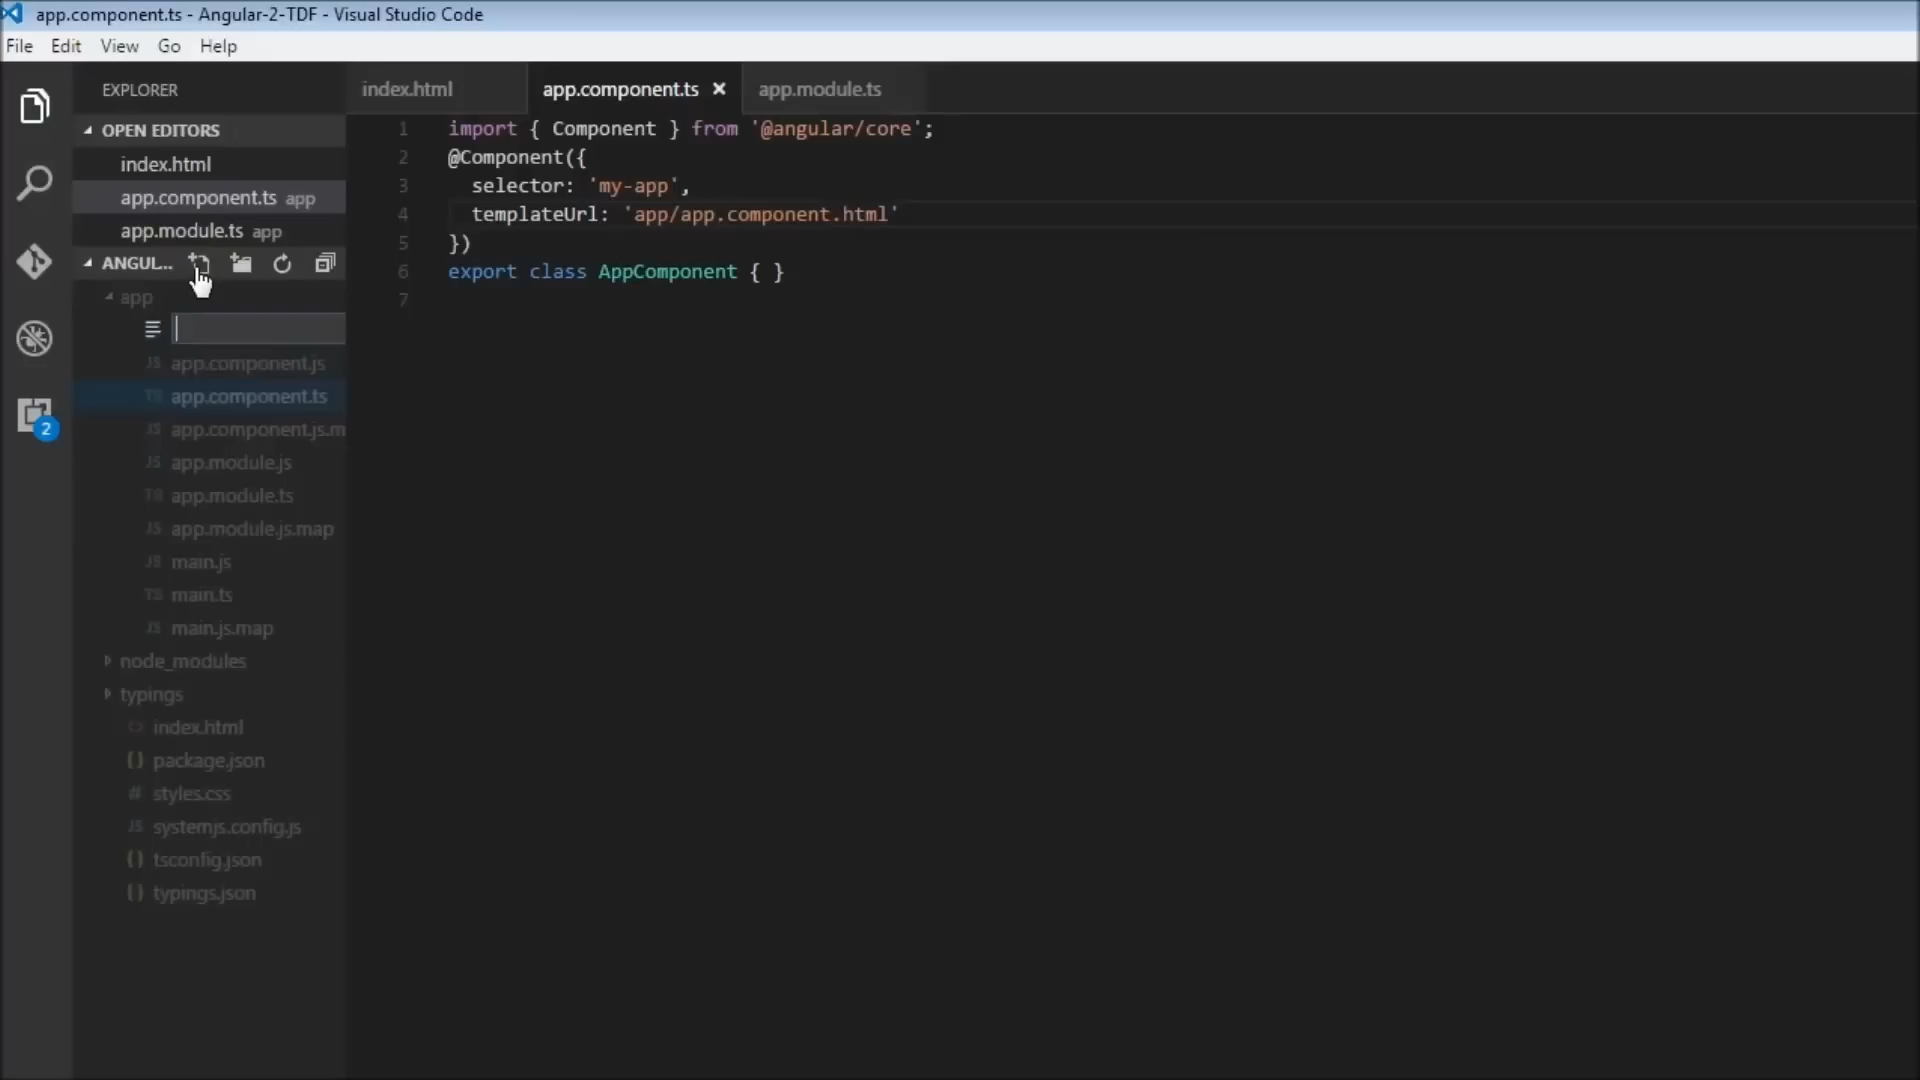 app.component.ts - Angular-2-TDF - Visual Studio Code
File Edit View Go Help
EXPLORER
index.html
app.component.ts
app.module.ts
OPEN EDITORS
index.html
app.component.ts app
app.module.ts app
ANGUL...
app
app.component.js
app.component.ts
app.component.js.m
app.module.js
app.module.ts
app.module.js.map
main.js
main.ts
main.js.map
node_modules
typings
index.html
package.json
styles.css
systemjs.config.js
tsconfig.json
typings.json
2
1 import { Component } from '@angular/core';
2 @Component({
3 selector: 'my-app',
4 templateUrl: 'app/app.component.html'
5 })
6 export class AppComponent { }
7